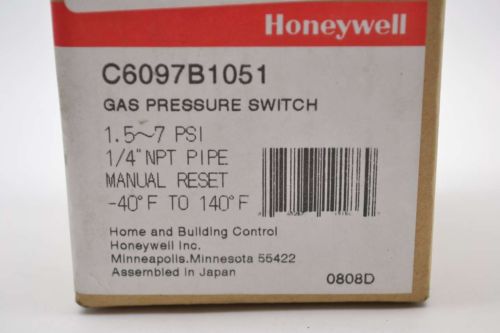 Honeywell
C6097B1051
GAS PRESSURE SWITCH
1.5~7 PSI
1/4" NPT PIPE
MANUAL RESET
-40°F TO 140°F
Home and Building Control
Honeywell Inc.
Minneapolis.Minnesota 55422
Assembled in Japan
0808D